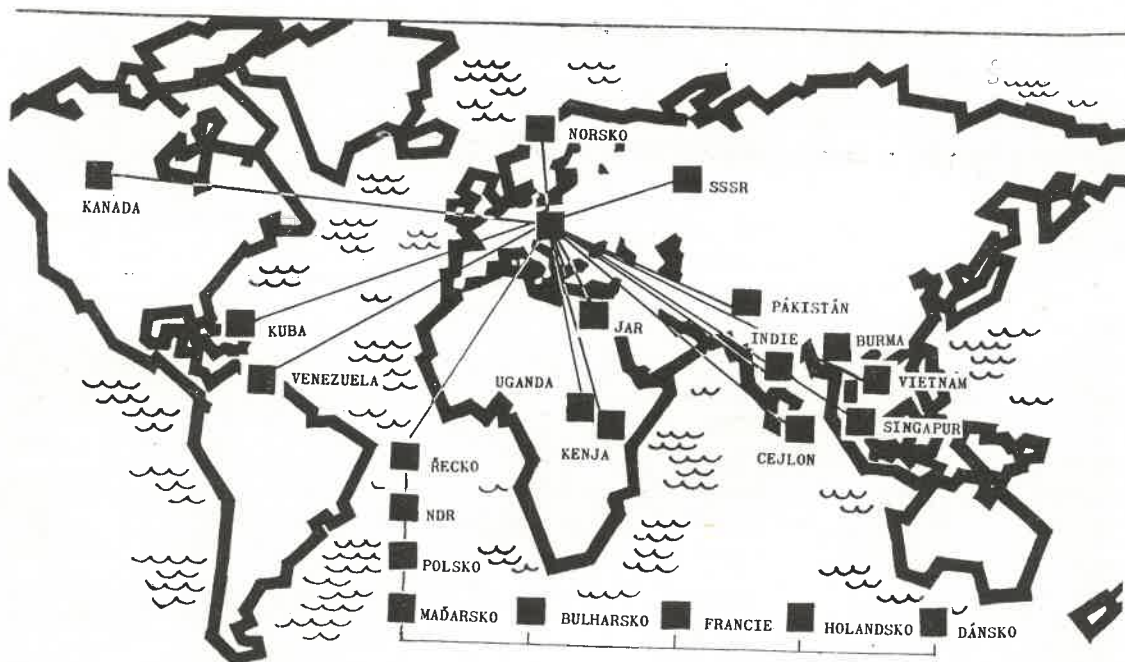 NORSKO
SSSR
KANADA
PÁKISTÁN
KUBA
JAR
INDIE
BURMA
VENEZUELA
UGANDA
VIETNAM
SINGAPUR
KENJA
CEJLON
ŘECKO
NDR
POLSKO
MAĎARSKO
BULHARSKO
FRANCIE
HOLANDSKO
DÁNSKO